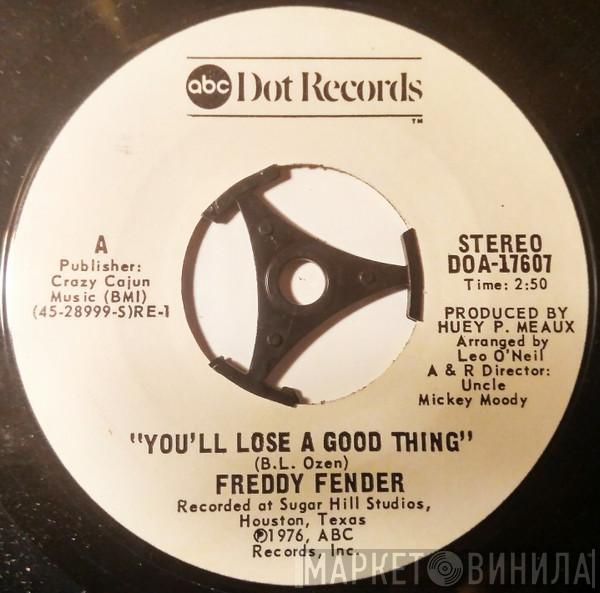 abc Dot Records
TM
A
Publisher:
Crazy Cajun
Music (BMI)
(45-28999-S)RE-1
STEREO
DOA-17607
Time: 2:50
PRODUCED BY
HUEY P. MEAUX
Arranged by
Leo O'Neil
A & R Director:
Uncle
Mickey Moody
"YOU'LL LOSE A GOOD THING"
(B.L. Ozen)
FREDDY FENDER
Recorded at Sugar Hill Studios,
Houston, Texas
℗1976, ABC
Records, Inc.
МАРКЕТ ВИНИЛА